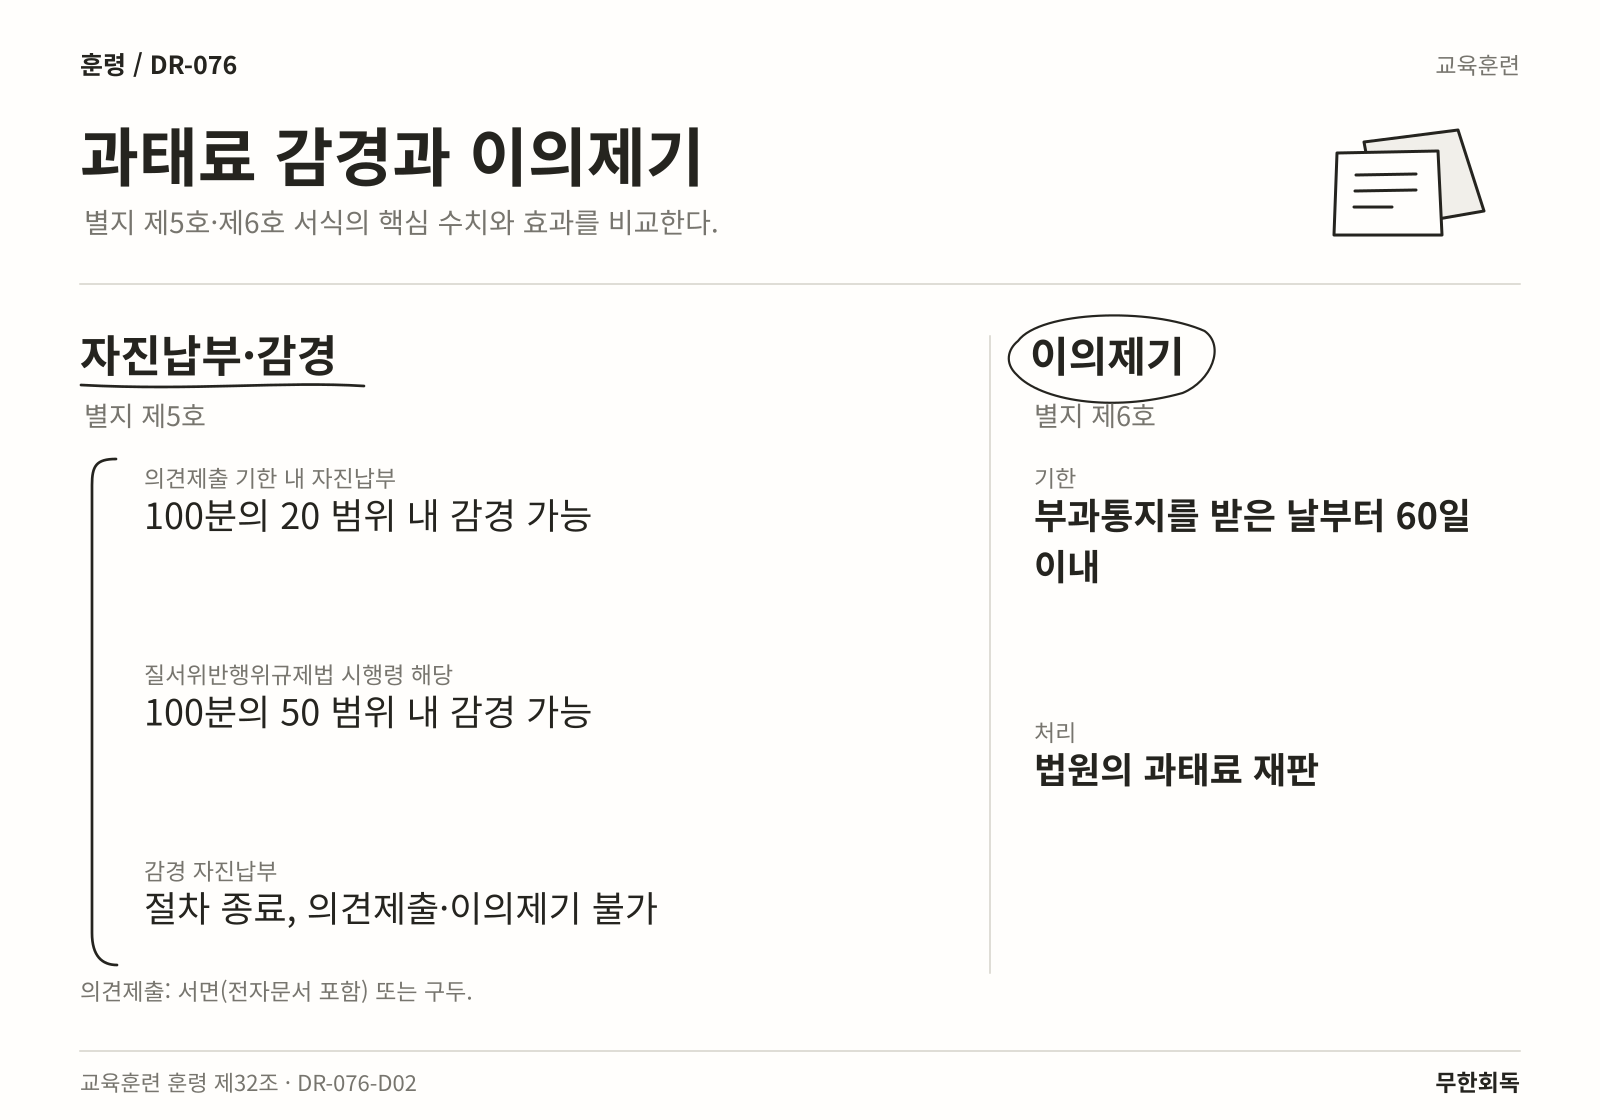 훈령 / DR-076
교육훈련
과태료 감경과 이의제기
별지 제5호·제6호 서식의 핵심 수치와 효과를 비교한다.
자진납부·감경
별지 제5호
의견제출 기한 내 자진납부
100분의 20 범위 내 감경 가능
질서위반행위규제법 시행령 해당
100분의 50 범위 내 감경 가능
감경 자진납부
절차 종료, 의견제출·이의제기 불가
의견제출: 서면(전자문서 포함) 또는 구두.
이의제기
별지 제6호
기한
부과통지를 받은 날부터 60일
이내
처리
법원의 과태료 재판
교육훈련 훈령 제32조 · DR-076-D02
무한회독